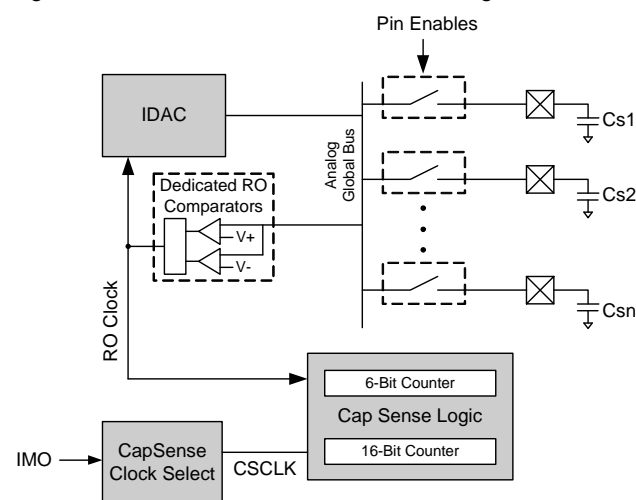 Pin Enables
IDAC
Cs1
Analog
Global Bus
Dedicated RO
Comparators
V+
V-
Cs2
RO Clock
Csn
6-Bit Counter
Cap Sense Logic
16-Bit Counter
IMO
CapSense
Clock Select
CSCLK